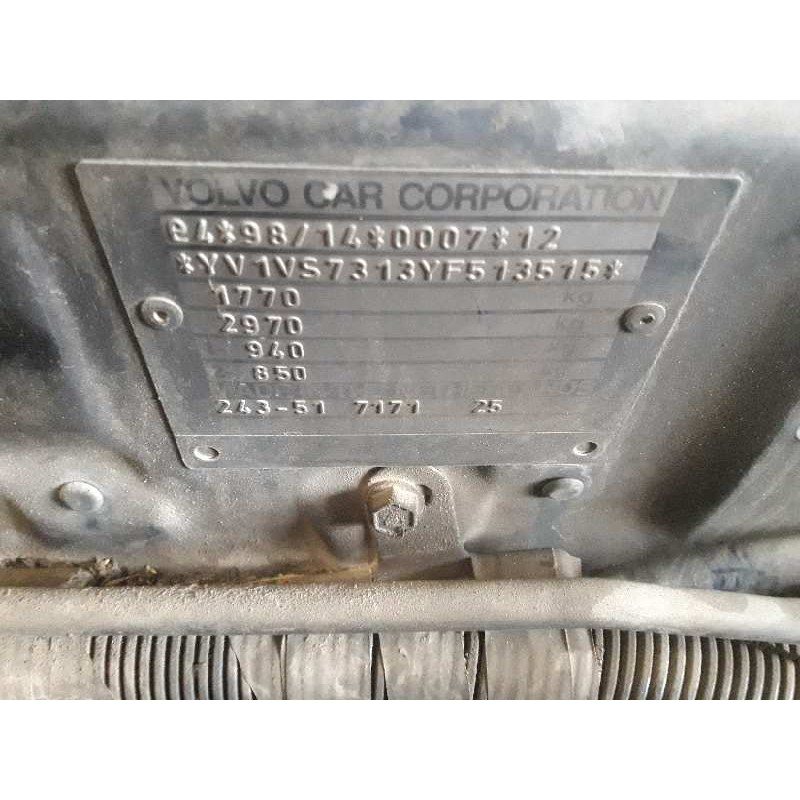 VOLVO CAR CORPORATION
e4*98/14*0007*12
*YV1VS7313YF513515*
1770 kg
2970 kg
940 kg
850
243-51 7171 25